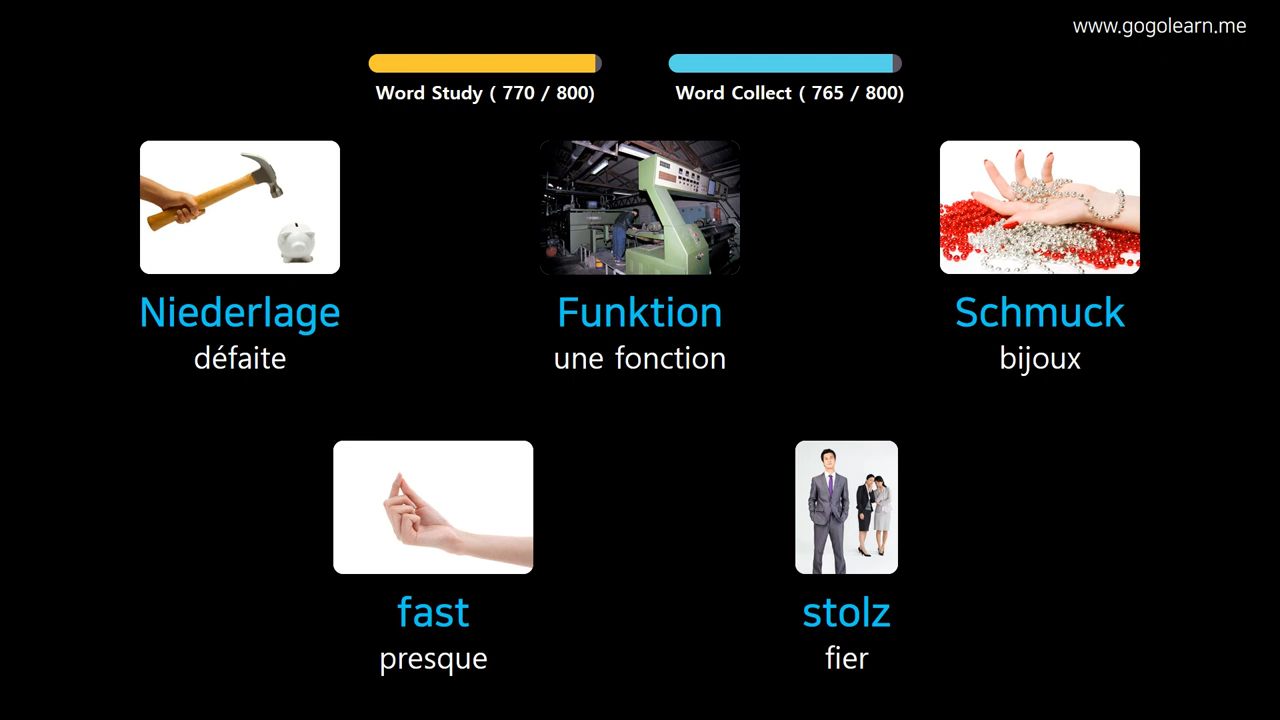 www.gogolearn.me
Word Study ( 770 / 800)
Word Collect ( 765 / 800)
Niederlage
défaite
Funktion
une fonction
Schmuck
bijoux
fast
presque
stolz
fier